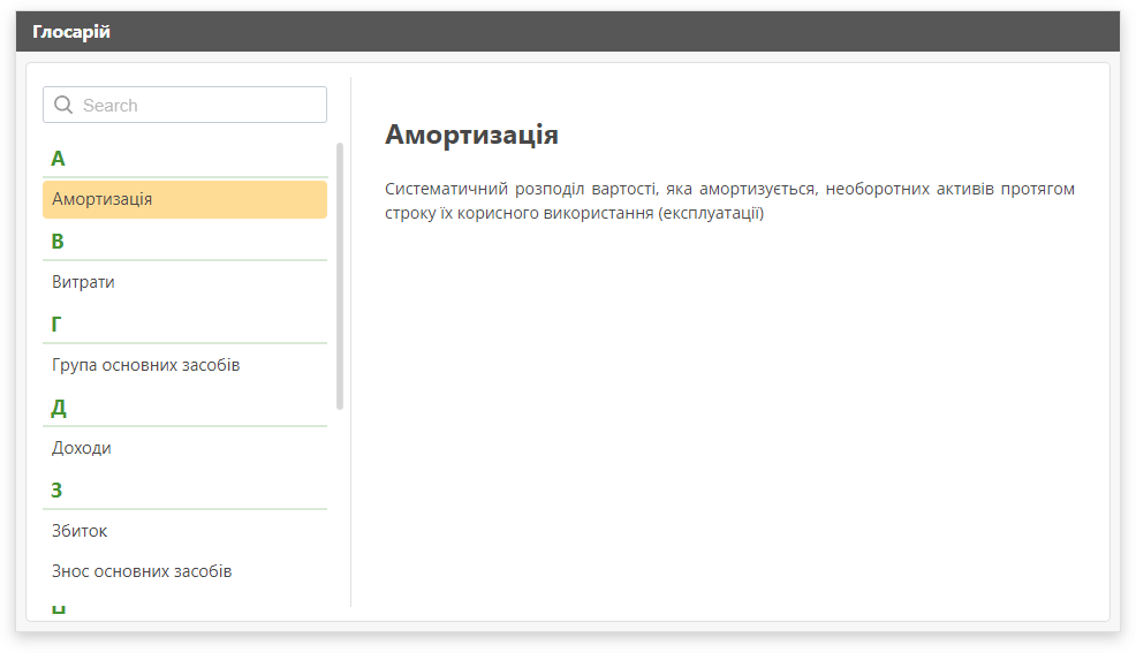 Глосарій
Search
А
Амортизація
В
Витрати
Г
Група основних засобів
Д
Доходи
З
Збиток
Знос основних засобів
Амортизація
Систематичний розподіл вартості, яка амортизується, необоротних активів протягом
строку їх корисного використання (експлуатації)